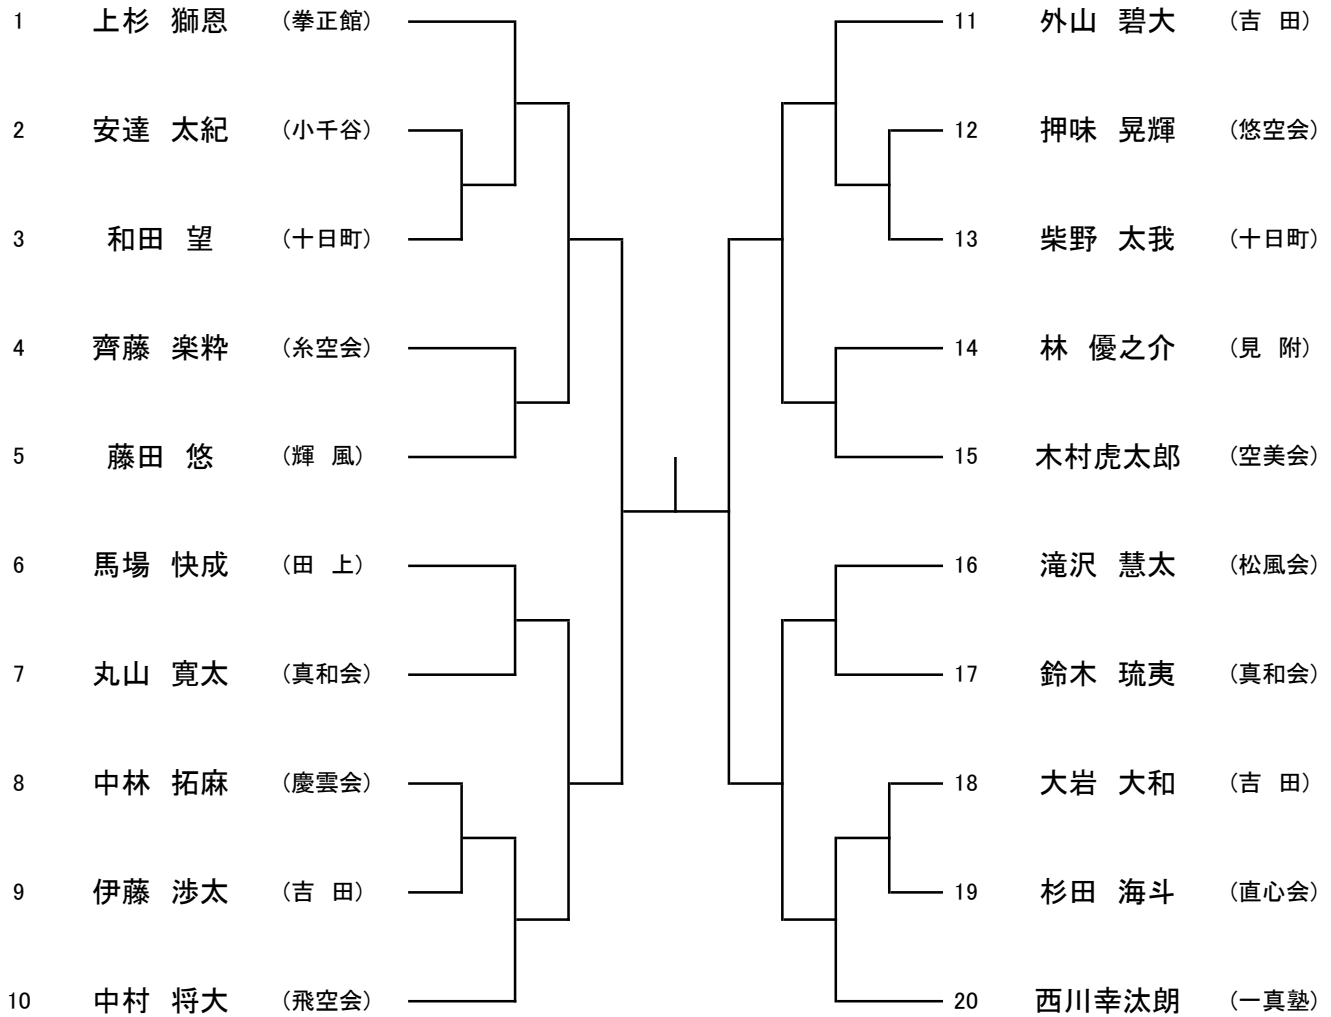 1 上杉 獅恩 （拳正館）
2 安達 太紀 （小千谷）
3 和田 望 （十日町）
4 齊藤 楽粋 （糸空会）
5 藤田 悠 （輝 風）
6 馬場 快成 （田 上）
7 丸山 寛太 （真和会）
8 中林 拓麻 （慶雲会）
9 伊藤 渉太 （吉 田）
10 中村 将大 （飛空会）
11 外山 碧大 （吉 田）
12 押味 晃輝 （悠空会）
13 柴野 太我 （十日町）
14 林 優之介 （見 附）
15 木村虎太郎 （空美会）
16 滝沢 慧太 （松風会）
17 鈴木 琉夷 （真和会）
18 大岩 大和 （吉 田）
19 杉田 海斗 （直心会）
20 西川幸汰朗 （一真塾）